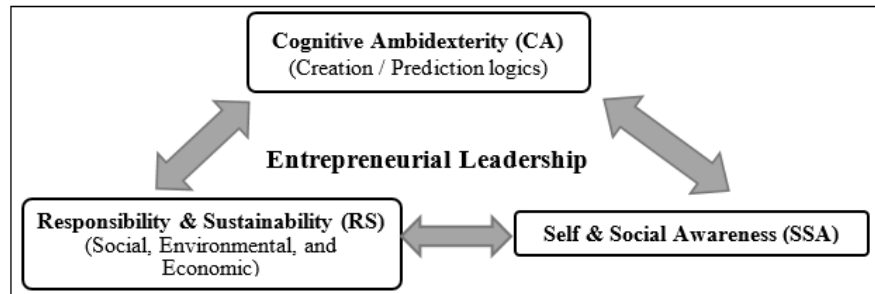 Cognitive Ambidexterity (CA)
(Creation / Prediction logics)
Entrepreneurial Leadership
Responsibility & Sustainability (RS)
(Social, Environmental, and
Economic)
Self & Social Awareness (SSA)